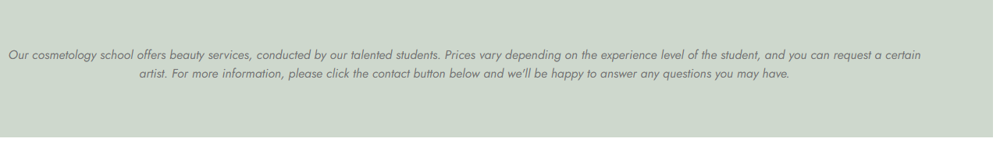 Our cosmetology school offers beauty services, conducted by our talented students. Prices vary depending on the experience level of the student, and you can request a certain
artist. For more information, please click the contact button below and we'll be happy to answer any questions you may have.